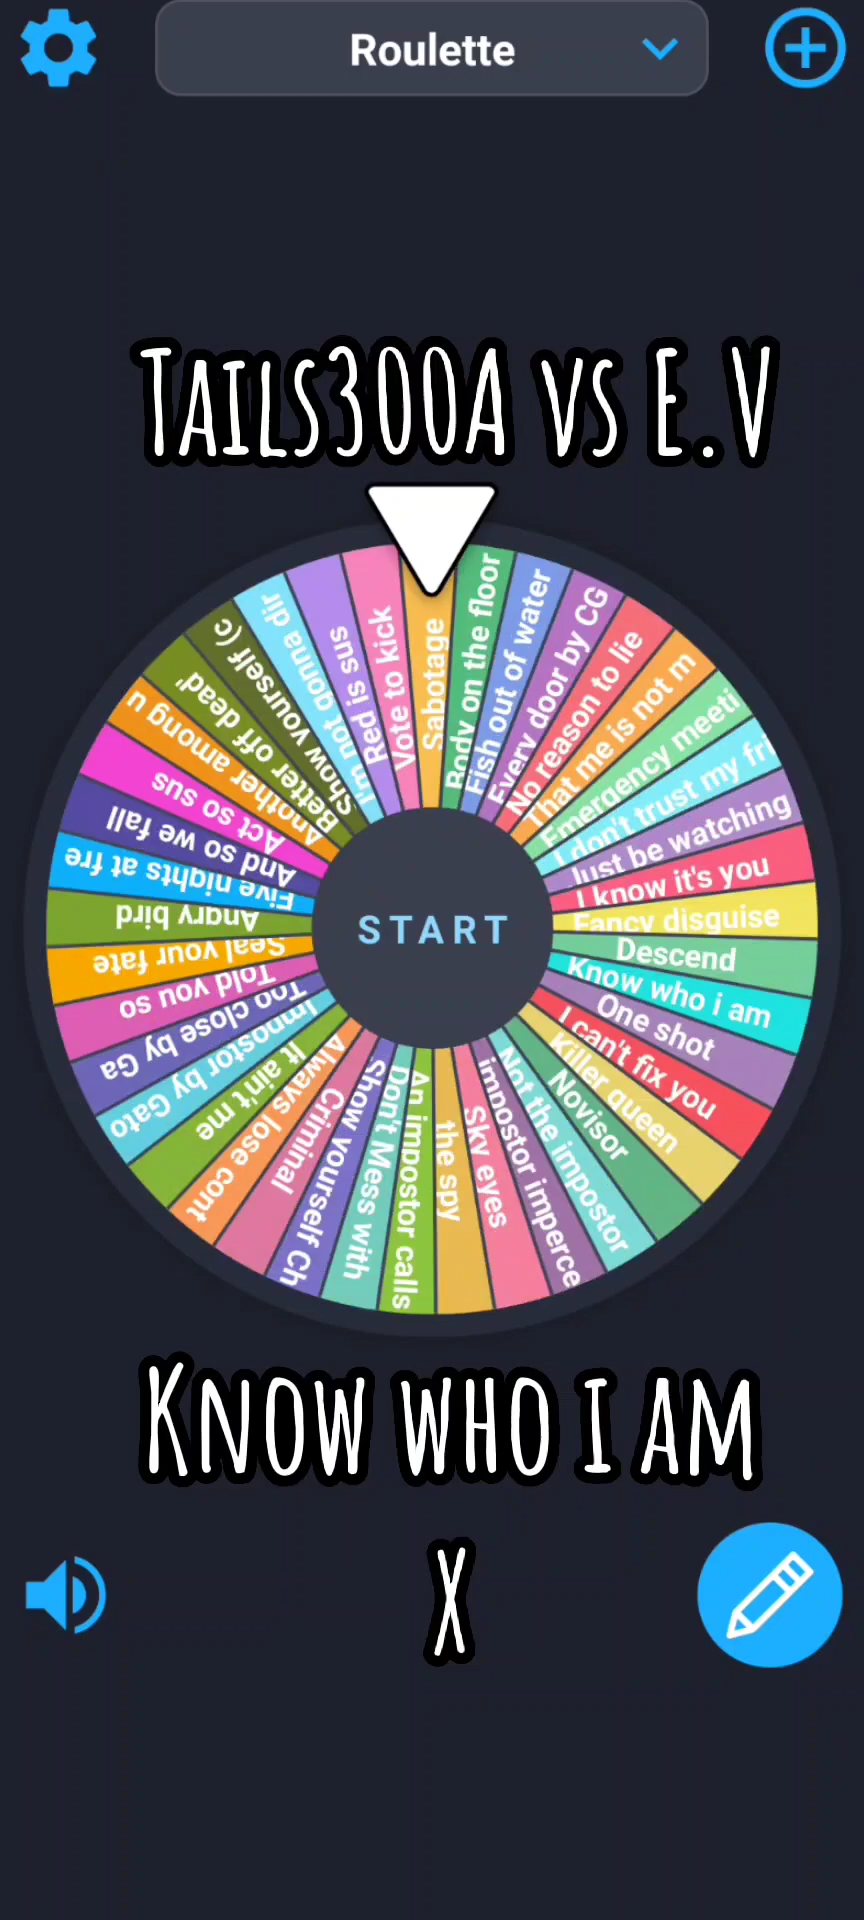 Roulette
Tails300A vs E.V
Sabotage
Body on the floor
Fish out of water
Every door by CG
No reason to lie
That me is not m
Emergency meeti
I don't trust my fri
Just be watching
I know it's you
Fancy disguise
Descend
Know who i am
One shot
I can't fix you
Killer queen
Novisor
Not the impostor
impostor imperce
Sky eyes
the spy
An impostor calls
Don't Mess with
Show yourself Ch
Criminal
Always lose cont
It ain't me
Impostor by Gato
Too close by Ga
Told you so
Seal your fate
Angry bird
Five nights at fre
And so we fall
Act so sus
Another among u
Better off dead'
Show yourself (c
I'm not gonna dir
Red is sus
Vote to kick
START
Know who i am
X